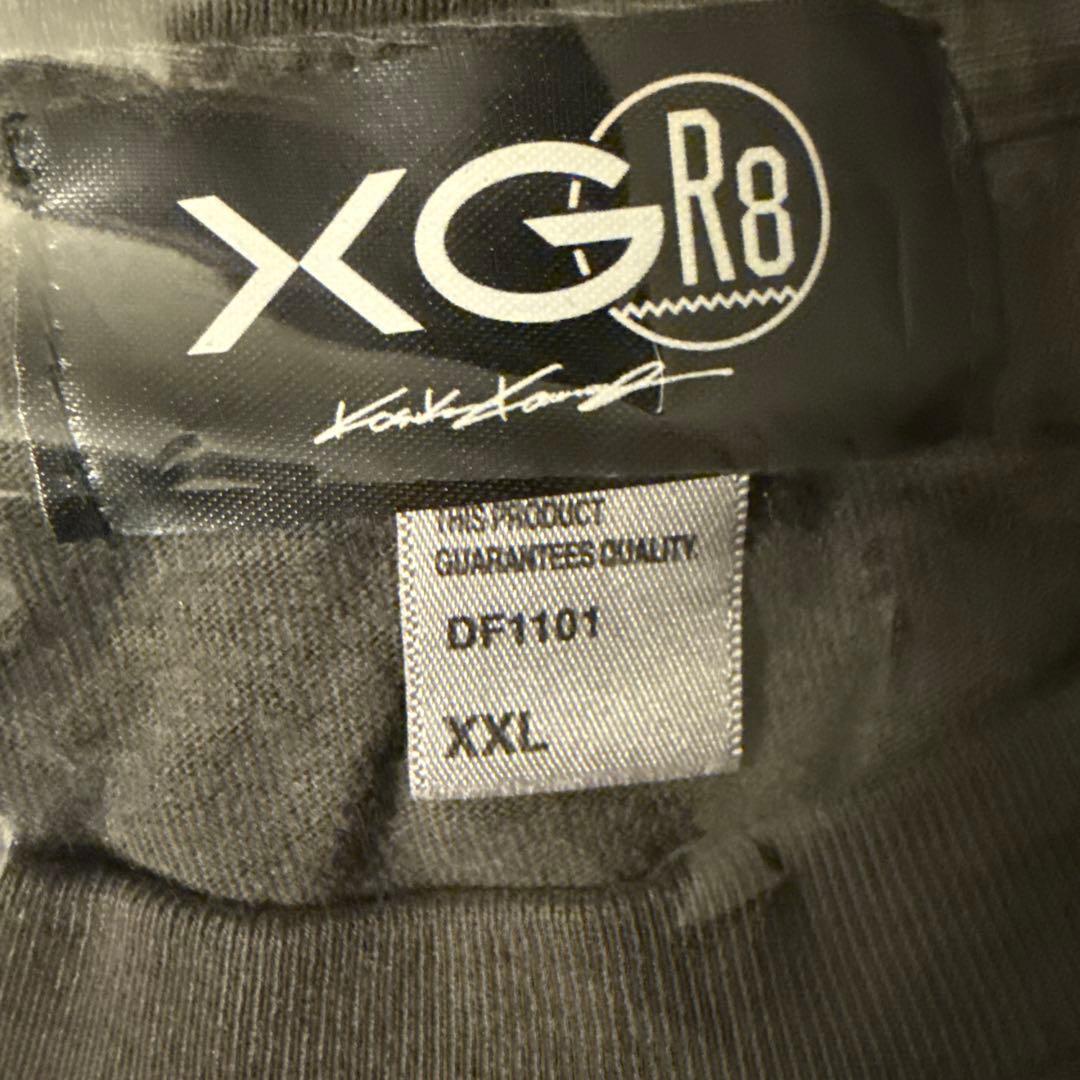 XG R8
THIS PRODUCT
GUARANTEES QUALITY
DF1101
XXL